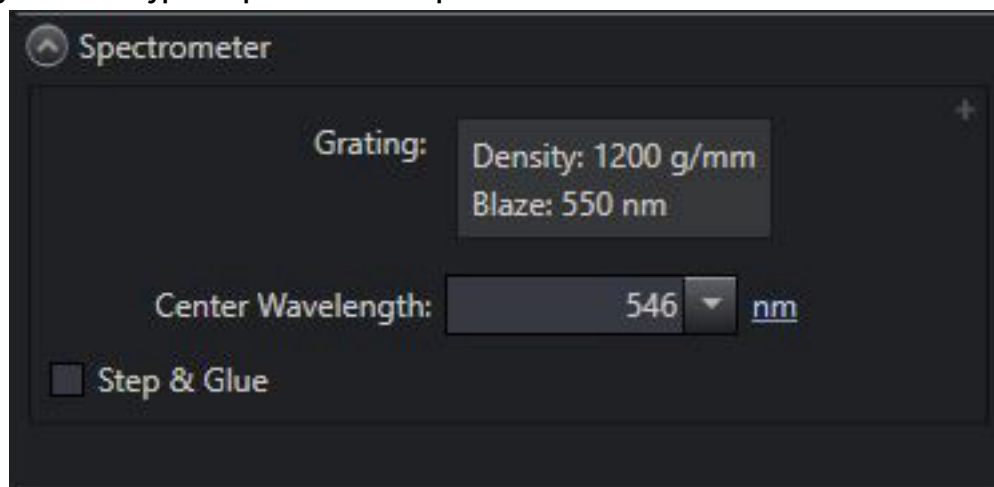 Spectrometer
Grating:
Density: 1200 g/mm
Blaze: 550 nm
Center Wavelength: 546 nm
Step & Glue